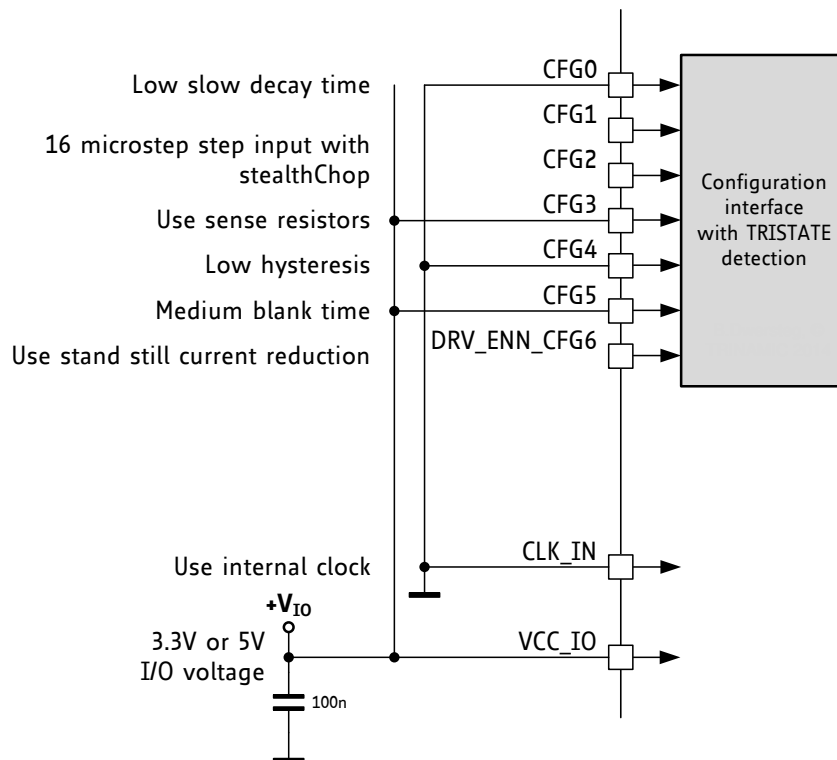 Low slow decay time
CFG0
CFG1
16 microstep step input with
stealthChop
CFG2
Use sense resistors
CFG3
Low hysteresis
CFG4
Medium blank time
CFG5
Use stand still current reduction
DRV_ENN_CFG6
Configuration
interface
with TRISTATE
detection
Use internal clock
CLK_IN
+VIO
3.3V or 5V
I/O voltage
VCC_IO
100n